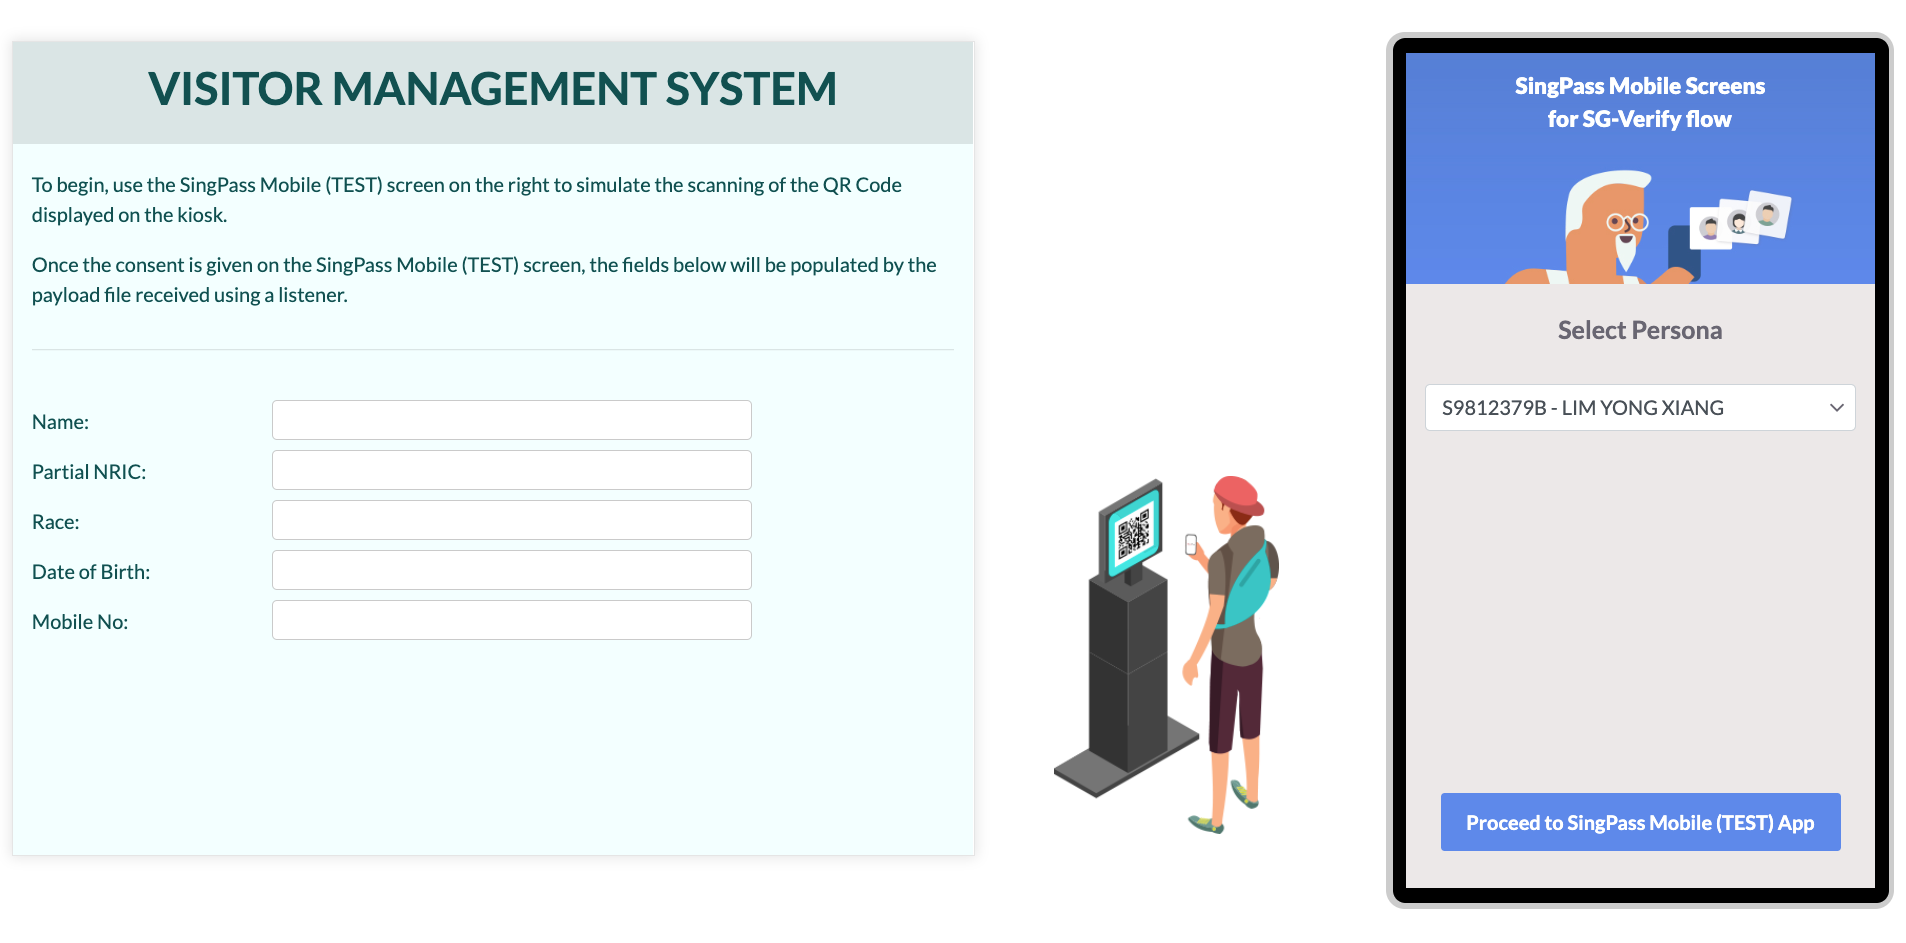 VISITOR MANAGEMENT SYSTEM
To begin, use the SingPass Mobile (TEST) screen on the right to simulate the scanning of the QR Code
displayed on the kiosk.
Once the consent is given on the SingPass Mobile (TEST) screen, the fields below will be populated by the
payload file received using a listener.
Name:
Partial NRIC:
Race:
Date of Birth:
Mobile No:
SingPass Mobile Screens
for SG-Verify flow
Select Persona
S9812379B - LIM YONG XIANG
Proceed to SingPass Mobile (TEST) App